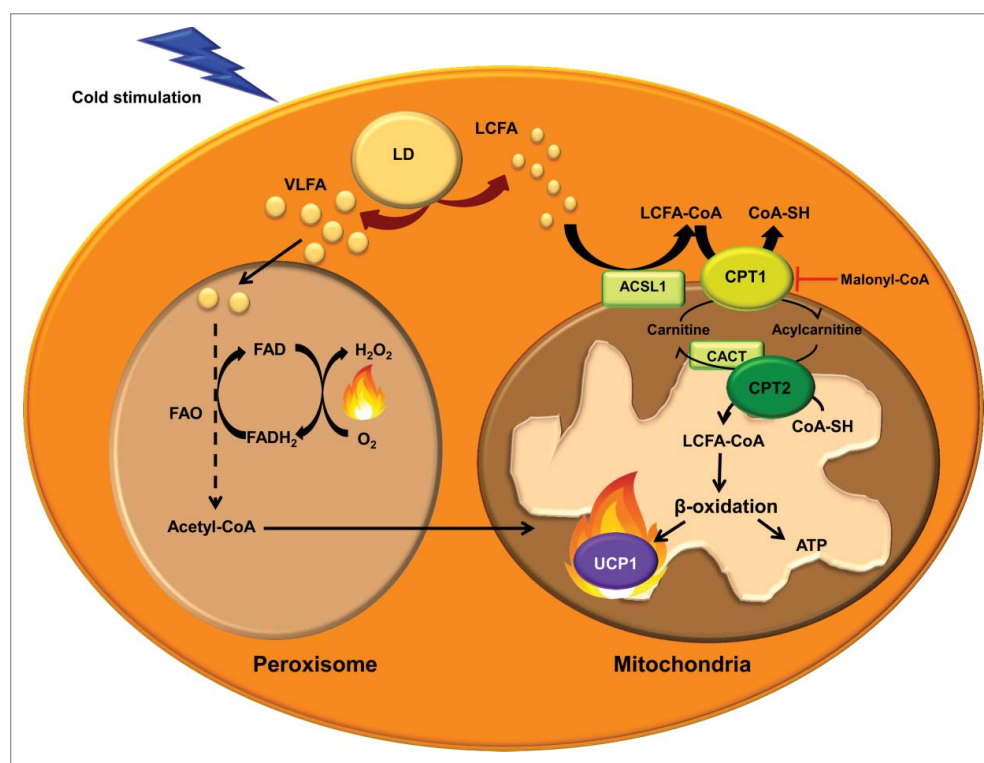 Cold stimulation
LD
LCFA
VLFA
LCFA-CoA
CoA-SH
ACSL1
CPT1
Malonyl-CoA
Carnitine
Acylcarnitine
CACT
CPT2
CoA-SH
LCFA-CoA
β-oxidation
UCP1
ATP
FAD
H₂O₂
FAO
FADH₂
O₂
Acetyl-CoA
Peroxisome
Mitochondria